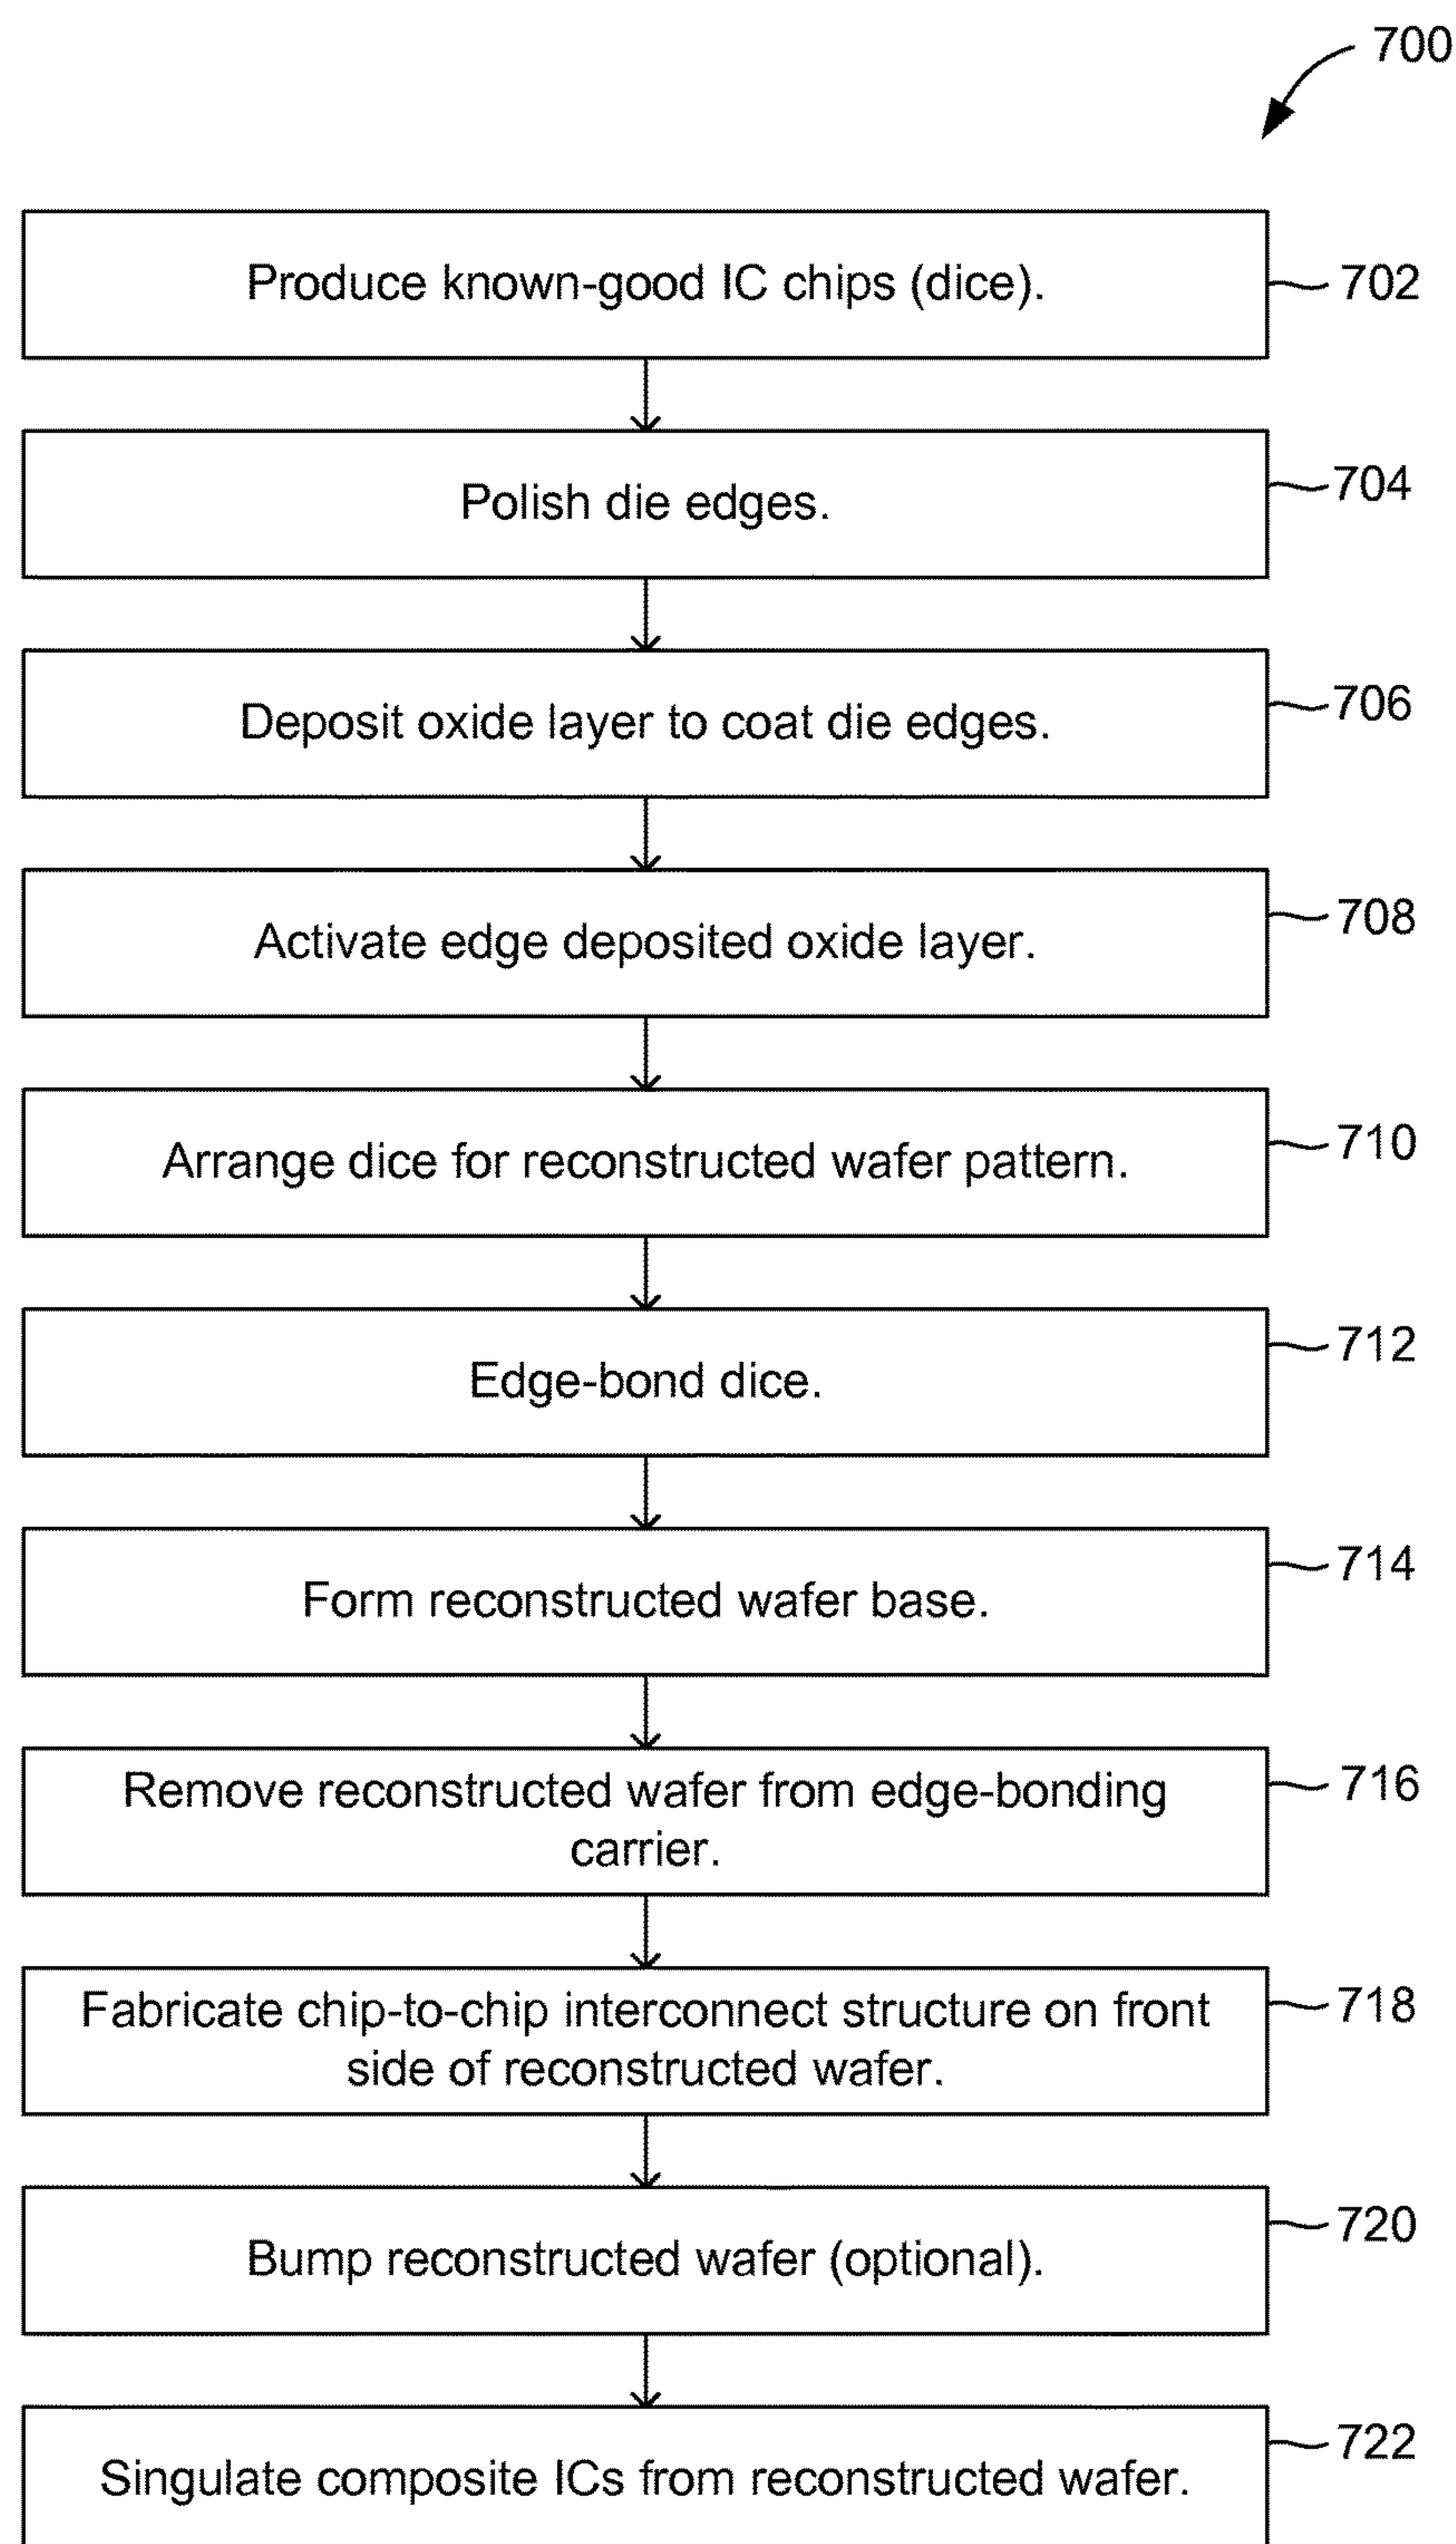 700
Produce known-good IC chips (dice).
702
Polish die edges.
704
Deposit oxide layer to coat die edges.
706
Activate edge deposited oxide layer.
708
Arrange dice for reconstructed wafer pattern.
710
Edge-bond dice.
712
Form reconstructed wafer base.
714
Remove reconstructed wafer from edge-bonding
carrier.
716
Fabricate chip-to-chip interconnect structure on front
side of reconstructed wafer.
718
Bump reconstructed wafer (optional).
720
Singulate composite ICs from reconstructed wafer.
722